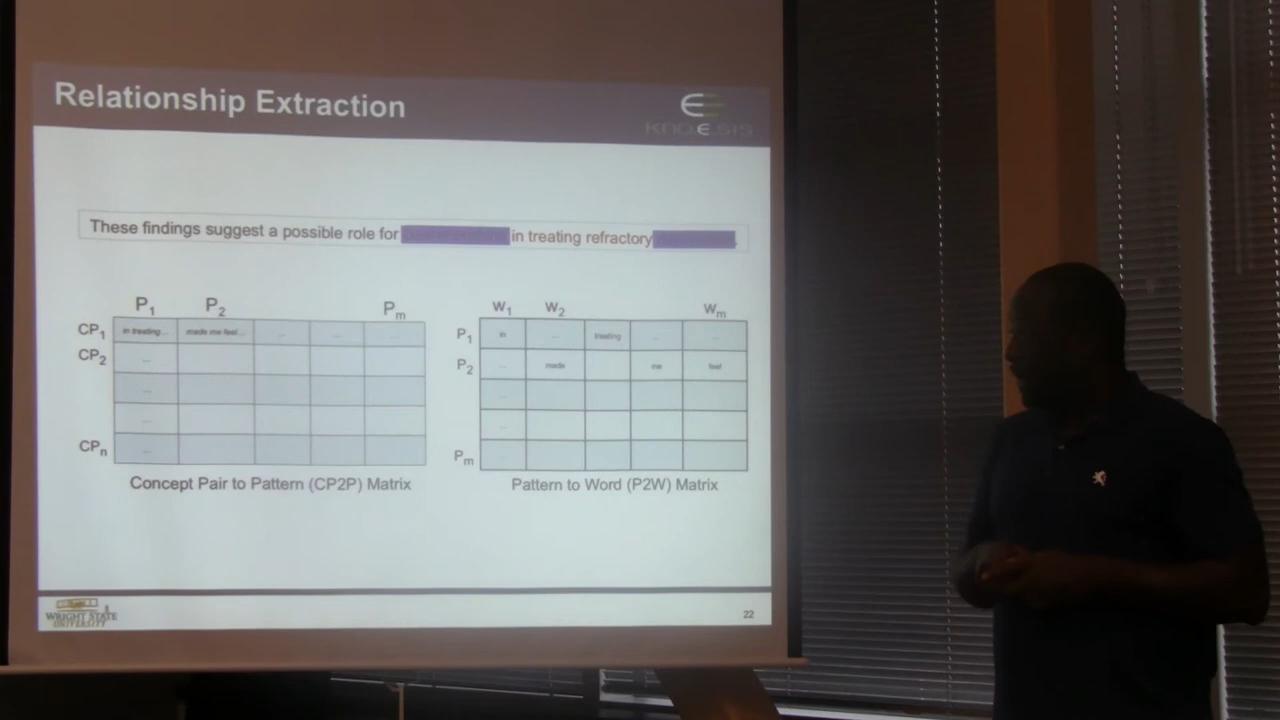 Relationship Extraction
KNO.E.SIS
These findings suggest a possible role for in treating refractory
P1 P2 Pm
CP1 in treating... made me feel... ... ... ...
CP2 ...
...
...
CPn ...
Concept Pair to Pattern (CP2P) Matrix
W1 W2 Wm
P1 in ... treating ... ...
P2 ... made me feel
...
...
Pm
Pattern to Word (P2W) Matrix
WRIGHT STATE
UNIVERSITY
22